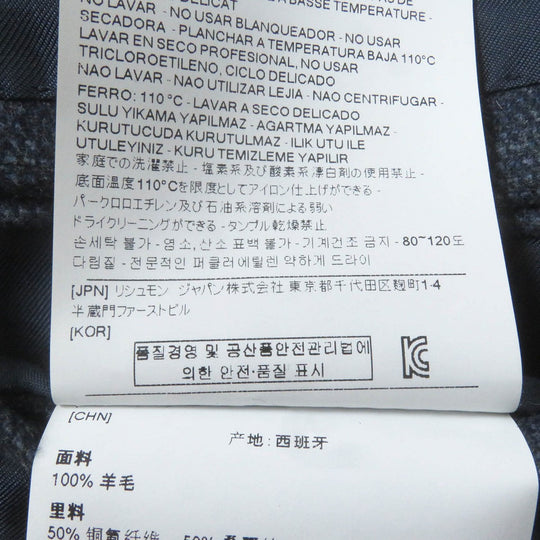 A BASSE TEMPERATURE -
NO LAVAR - NO USAR BLANQUEADOR - NO USAR
SECADORA - PLANCHAR A TEMPERATURA BAJA 110°C
LAVAR EN SECO PROFESIONAL, NO USAR
TRICLOROETILENO, CICLO DELICADO
NAO LAVAR - NAO UTILIZAR LEJIA - NAO CENTRIFUGAR -
FERRO: 110 °C - LAVAR A SECO DELICADO
SULU YIKAMA YAPILMAZ - AGARTMA YAPILMAZ -
KURUTUCUDA KURUTULMAZ - ILIK UTU ILE
UTULEYINIZ - KURU TEMIZLEME YAPILIR
家庭での洗濯禁止 - 塩素系及び酸素系漂白剤の使用禁止 -
底面温度110°Cを限度としてアイロン仕上げができる -
パークロロエチレン及び石油系溶剤による弱い
ドライクリーニングができる - タンブル乾燥禁止
손세탁 불가 - 염소, 산소 표백 불가 - 기계건조 금지 - 80~120도
다림질 - 전문적인 퍼클러에틸렌 약하게 드라이
[JPN] リシュモン ジャパン株式会社 東京都千代田区麹町1-4
半蔵門ファーストビル
[KOR]
품질경영 및 공산품안전관리법에
의한 안전·품질 표시
[CHN]
产地: 西班牙
面料
100% 羊毛
里料
50% 铜氨纤维